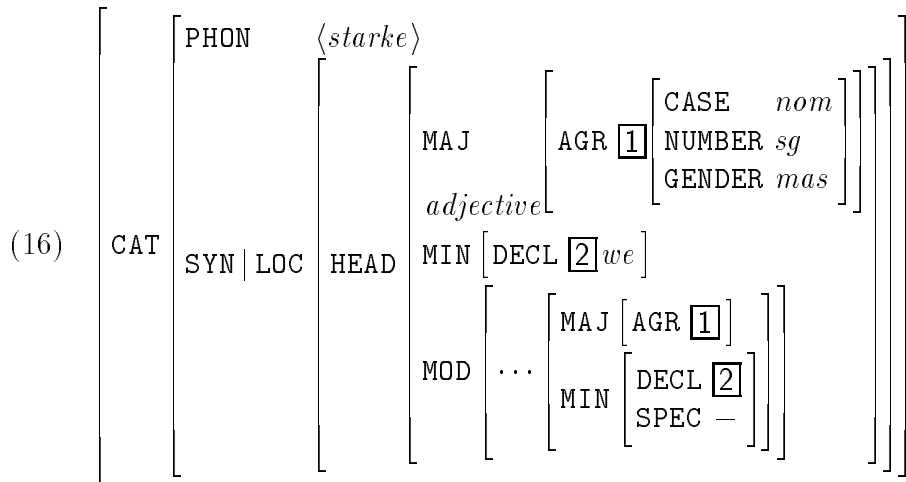 PHON ⟨starke⟩
CASE nom
MAJ AGR 1 NUMBER sg
GENDER mas
adjective
(16) CAT SYN | LOC HEAD MIN [DECL 2 we]
MAJ [AGR 1]
MOD ⋯ DECL 2
MIN SPEC −